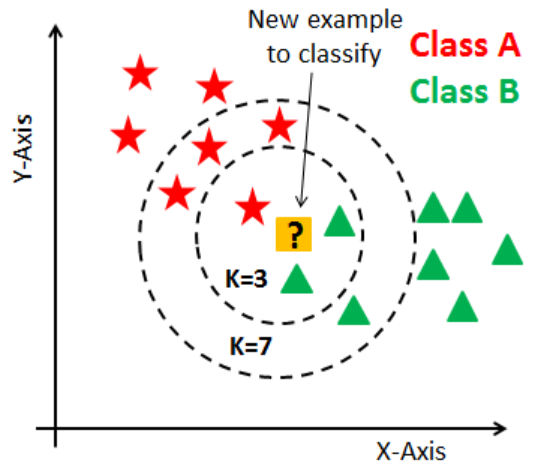 New example
to classify
Class A
Class B
Y-Axis
?
K=3
K=7
X-Axis